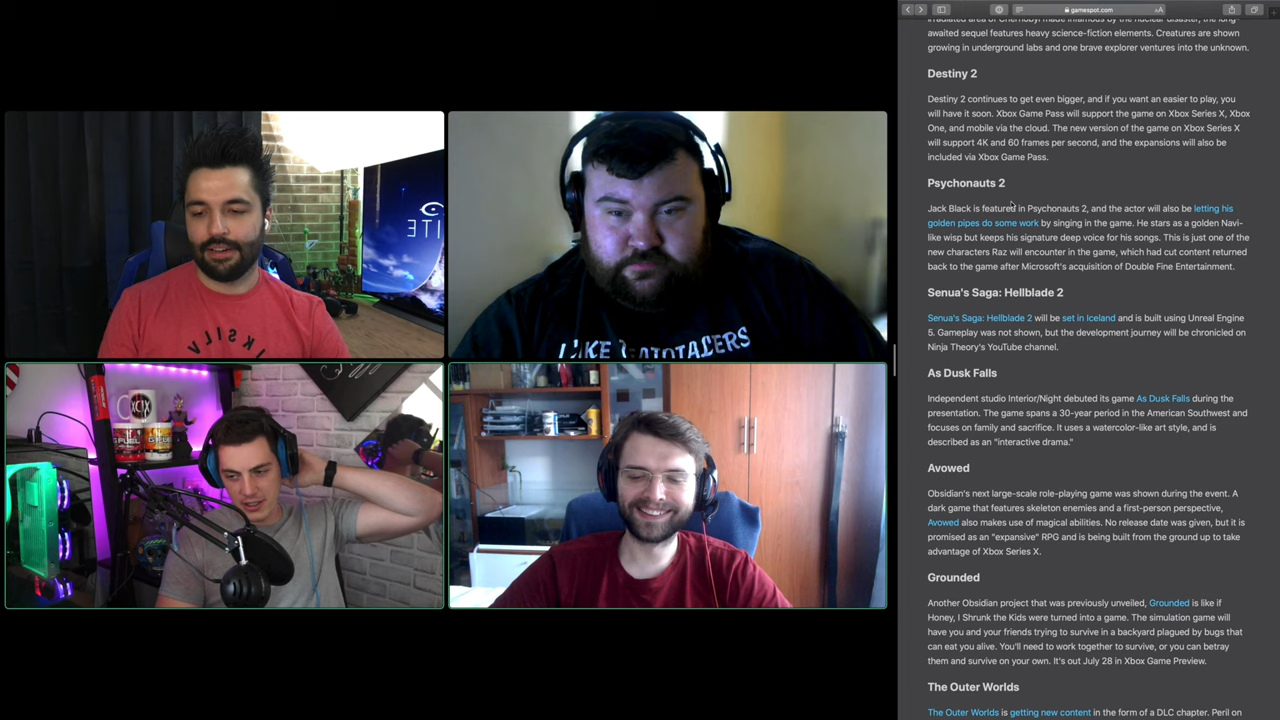 gamespot.com
irradiated area of Chernobyl made infamous by the nuclear disaster, the long-
awaited sequel features heavy science-fiction elements. Creatures are shown
growing in underground labs and one brave explorer ventures into the unknown.
Destiny 2
Destiny 2 continues to get even bigger, and if you want an easier to play, you
will have it soon. Xbox Game Pass will support the game on Xbox Series X, Xbox
One, and mobile via the cloud. The new version of the game on Xbox Series X
will support 4K and 60 frames per second, and the expansions will also be
included via Xbox Game Pass.
Psychonauts 2
Jack Black is featured in Psychonauts 2, and the actor will also be letting his
golden pipes do some work by singing in the game. He stars as a golden Navi-
like wisp but keeps his signature deep voice for his songs. This is just one of the
new characters Raz will encounter in the game, which had cut content returned
back to the game after Microsoft's acquisition of Double Fine Entertainment.
Senua's Saga: Hellblade 2
Senua's Saga: Hellblade 2 will be set in Iceland and is built using Unreal Engine
5. Gameplay was not shown, but the development journey will be chronicled on
Ninja Theory's YouTube channel.
As Dusk Falls
Independent studio Interior/Night debuted its game As Dusk Falls during the
presentation. The game spans a 30-year period in the American Southwest and
focuses on family and sacrifice. It uses a watercolor-like art style, and is
described as an "interactive drama."
Avowed
Obsidian's next large-scale role-playing game was shown during the event. A
dark game that features skeleton enemies and a first-person perspective,
Avowed also makes use of magical abilities. No release date was given, but it is
promised as an "expansive" RPG and is being built from the ground up to take
advantage of Xbox Series X.
Grounded
Another Obsidian project that was previously unveiled, Grounded is like if
Honey, I Shrunk the Kids were turned into a game. The simulation game will
have you and your friends trying to survive in a backyard plagued by bugs that
can eat you alive. You'll need to work together to survive, or you can betray
them and survive on your own. It's out July 28 in Xbox Game Preview.
The Outer Worlds
The Outer Worlds is getting new content in the form of a DLC chapter. Peril on